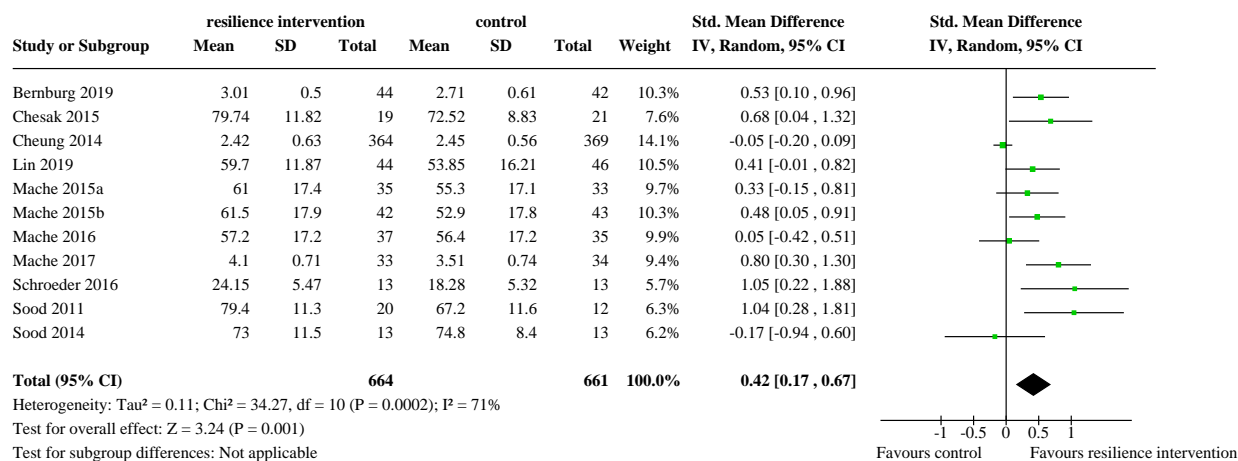 resilience intervention control Std. Mean Difference Std. Mean Difference
Study or Subgroup Mean SD Total Mean SD Total Weight IV, Random, 95% CI IV, Random, 95% CI
Bernburg 2019 3.01 0.5 44 2.71 0.61 42 10.3% 0.53 [0.10 , 0.96]
Chesak 2015 79.74 11.82 19 72.52 8.83 21 7.6% 0.68 [0.04 , 1.32]
Cheung 2014 2.42 0.63 364 2.45 0.56 369 14.1% -0.05 [-0.20 , 0.09]
Lin 2019 59.7 11.87 44 53.85 16.21 46 10.5% 0.41 [-0.01 , 0.82]
Mache 2015a 61 17.4 35 55.3 17.1 33 9.7% 0.33 [-0.15 , 0.81]
Mache 2015b 61.5 17.9 42 52.9 17.8 43 10.3% 0.48 [0.05 , 0.91]
Mache 2016 57.2 17.2 37 56.4 17.2 35 9.9% 0.05 [-0.42 , 0.51]
Mache 2017 4.1 0.71 33 3.51 0.74 34 9.4% 0.80 [0.30 , 1.30]
Schroeder 2016 24.15 5.47 13 18.28 5.32 13 5.7% 1.05 [0.22 , 1.88]
Sood 2011 79.4 11.3 20 67.2 11.6 12 6.3% 1.04 [0.28 , 1.81]
Sood 2014 73 11.5 13 74.8 8.4 13 6.2% -0.17 [-0.94 , 0.60]
Total (95% CI) 664 661 100.0% 0.42 [0.17 , 0.67]
Heterogeneity: Tau² = 0.11; Chi² = 34.27, df = 10 (P = 0.0002); I² = 71%
Test for overall effect: Z = 3.24 (P = 0.001)
Test for subgroup differences: Not applicable
-1 -0.5 0 0.5 1
Favours control Favours resilience intervention